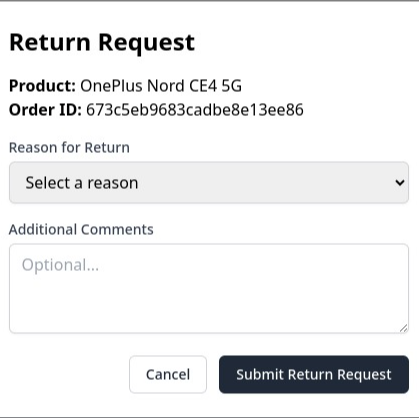 Return Request
Product: OnePlus Nord CE4 5G
Order ID: 673c5eb9683cadbe8e13ee86
Reason for Return
Select a reason
Additional Comments
Optional...
Cancel Submit Return Request